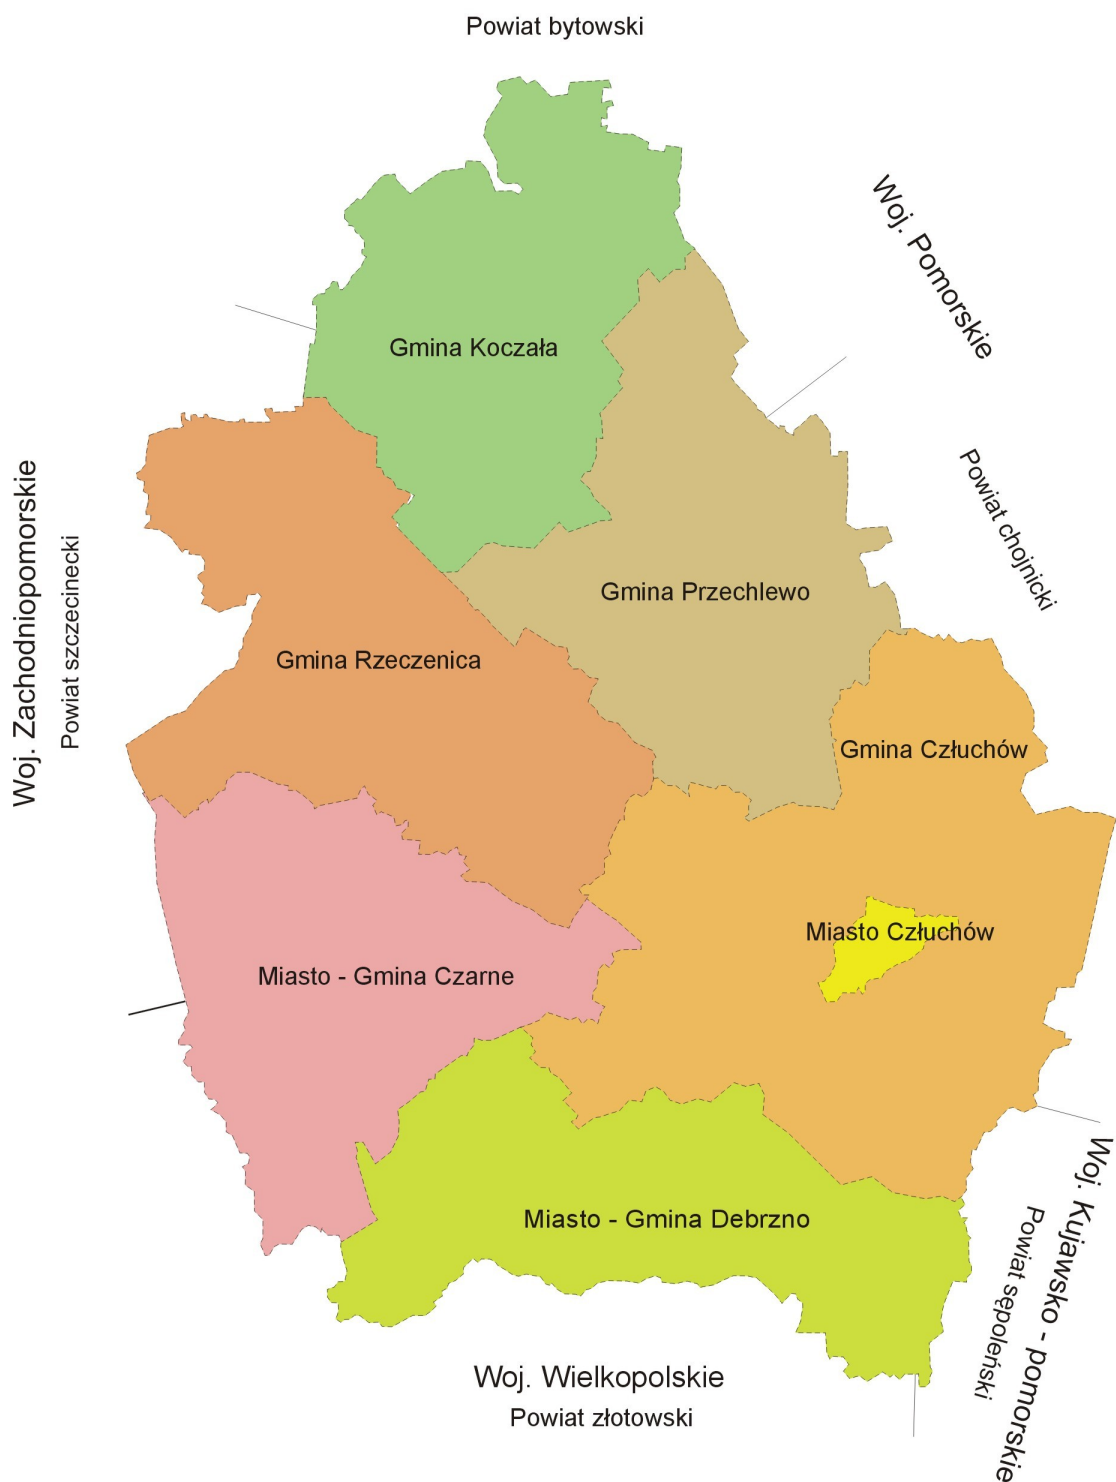 Powiat bytowski
Woj. Pomorskie
Gmina Koczała
Powiat chojnicki
Woj. Zachodniopomorskie
Powiat szczecinecki
Gmina Przechlewo
Gmina Rzeczenica
Gmina Człuchów
Miasto Człuchów
Miasto - Gmina Czarne
Miasto - Gmina Debrzno
Woj. Kujawsko - pomorskie
Powiat sępoleński
Woj. Wielkopolskie
Powiat złotowski